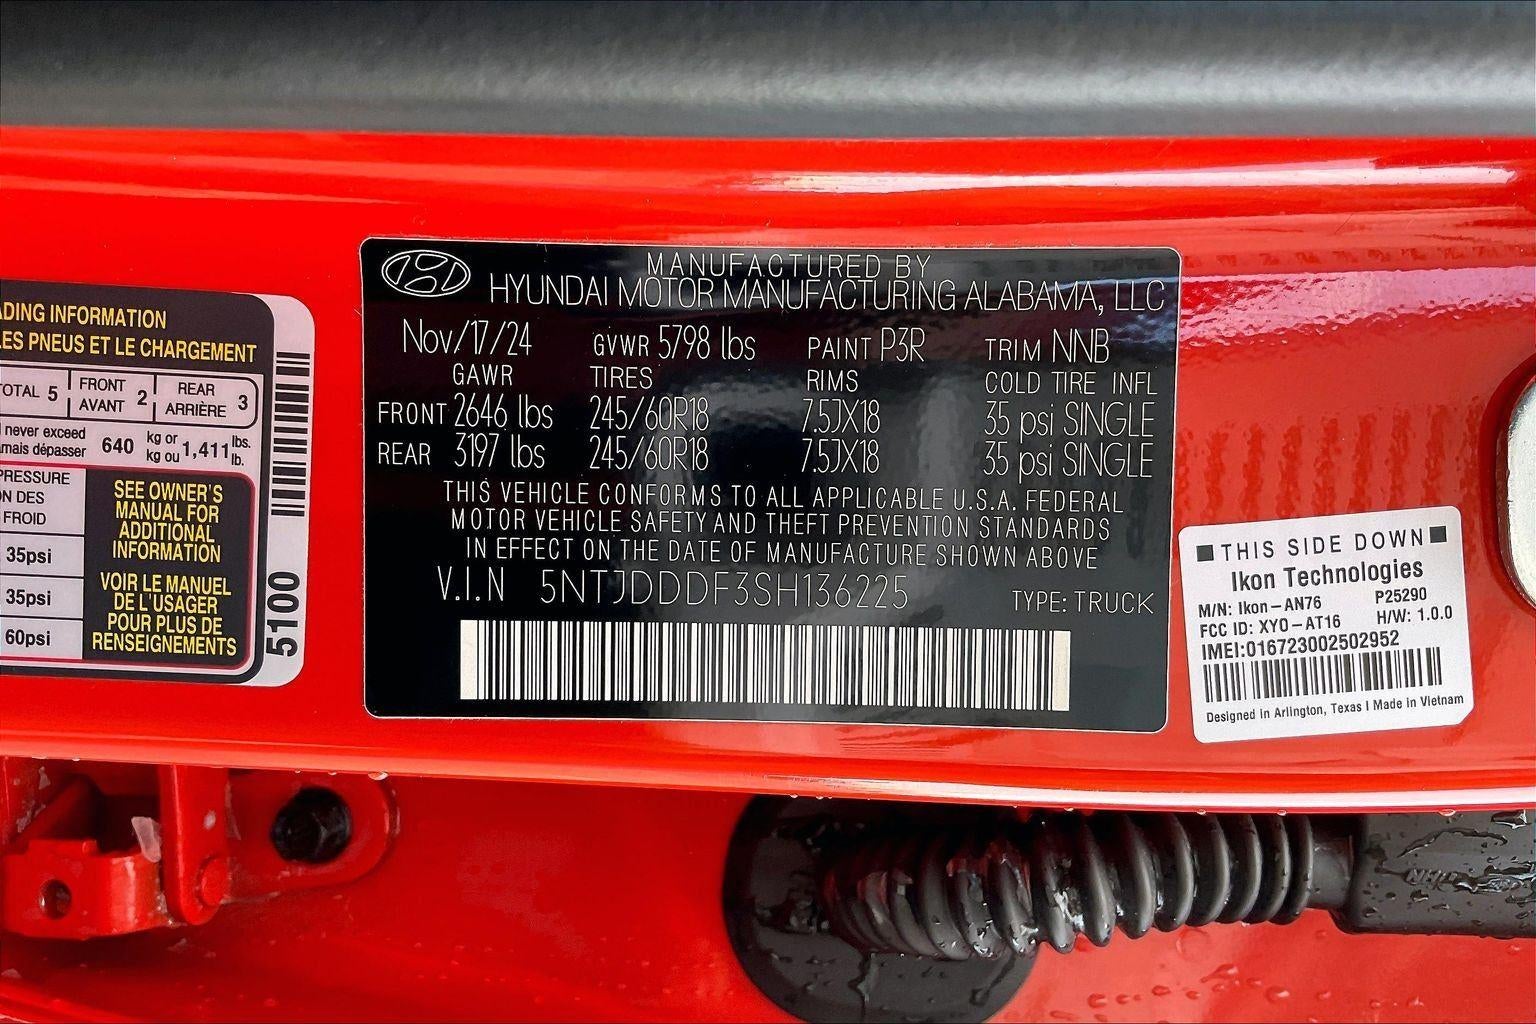 ADING INFORMATION
LES PNEUS ET LE CHARGEMENT
TOTAL 5 FRONT AVANT 2 REAR ARRIÈRE 3
never exceed
amais dépasser 640 kg or kg ou 1,411 lbs. lb.
PRESSURE
ON DES
FROID
35psi
35psi
60psi
SEE OWNER'S
MANUAL FOR
ADDITIONAL
INFORMATION
VOIR LE MANUEL
DE L'USAGER
POUR PLUS DE
RENSEIGNEMENTS
5100
MANUFACTURED BY
HYUNDAI MOTOR MANUFACTURING ALABAMA, LLC
Nov/17/24 GVWR 5798 lbs PAINT P3R TRIM NNB
GAWR TIRES RIMS COLD TIRE INFL
FRONT 2646 lbs 245/60R18 7.5JX18 35 psi SINGLE
REAR 3197 lbs 245/60R18 7.5JX18 35 psi SINGLE
THIS VEHICLE CONFORMS TO ALL APPLICABLE U.S.A. FEDERAL
MOTOR VEHICLE SAFETY AND THEFT PREVENTION STANDARDS
IN EFFECT ON THE DATE OF MANUFACTURE SHOWN ABOVE
V.I.N 5NTJDDDF3SH136225 TYPE: TRUCK
THIS SIDE DOWN
Ikon Technologies
M/N: Ikon-AN76 P25290
FCC ID: XYO-AT16 H/W: 1.0.0
IMEI:016723002502952
Designed in Arlington, Texas I Made in Vietnam